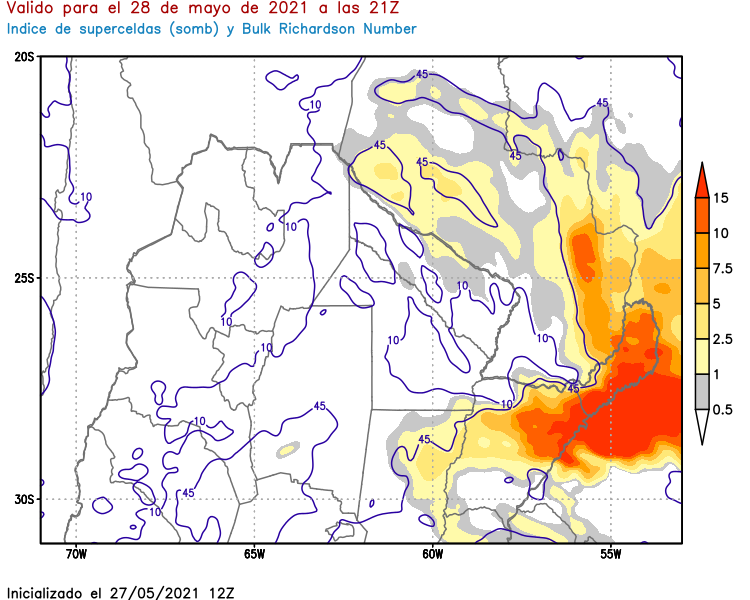 Valido para el 28 de mayo de 2021 a las 21Z
Indice de superceldas (somb) y Bulk Richardson Number
20S
25S
30S
70W
65W
60W
55W
45
45
10
45
45
45
10
10
10
10
10
10
10
45
10
45
10
45
45
10
15
10
7.5
5
2.5
1
0.5
Inicializado el 27/05/2021 12Z